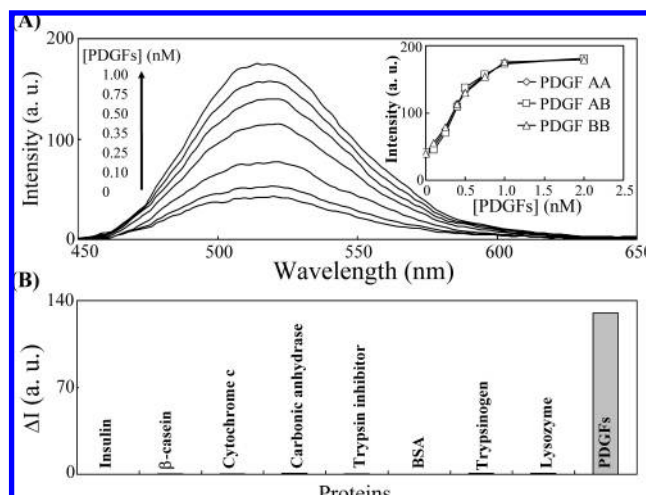 (A)
200
100
0
Intensity (a. u.)
[PDGFs] (nM)
1.00
0.75
0.50
0.35
0.25
0.10
0
450
500
550
600
650
Wavelength (nm)
200
100
0
Intensity (a. u.)
PDGF AA
PDGF AB
PDGF BB
0
0.5
1.0
1.5
2.0
2.5
[PDGFs] (nM)
(B)
140
70
0
ΔI (a. u.)
Insulin
β-casein
Cytochrome c
Carbonic anhydrase
Trypsin inhibitor
BSA
Trypsinogen
Lysozyme
PDGFs
Proteins